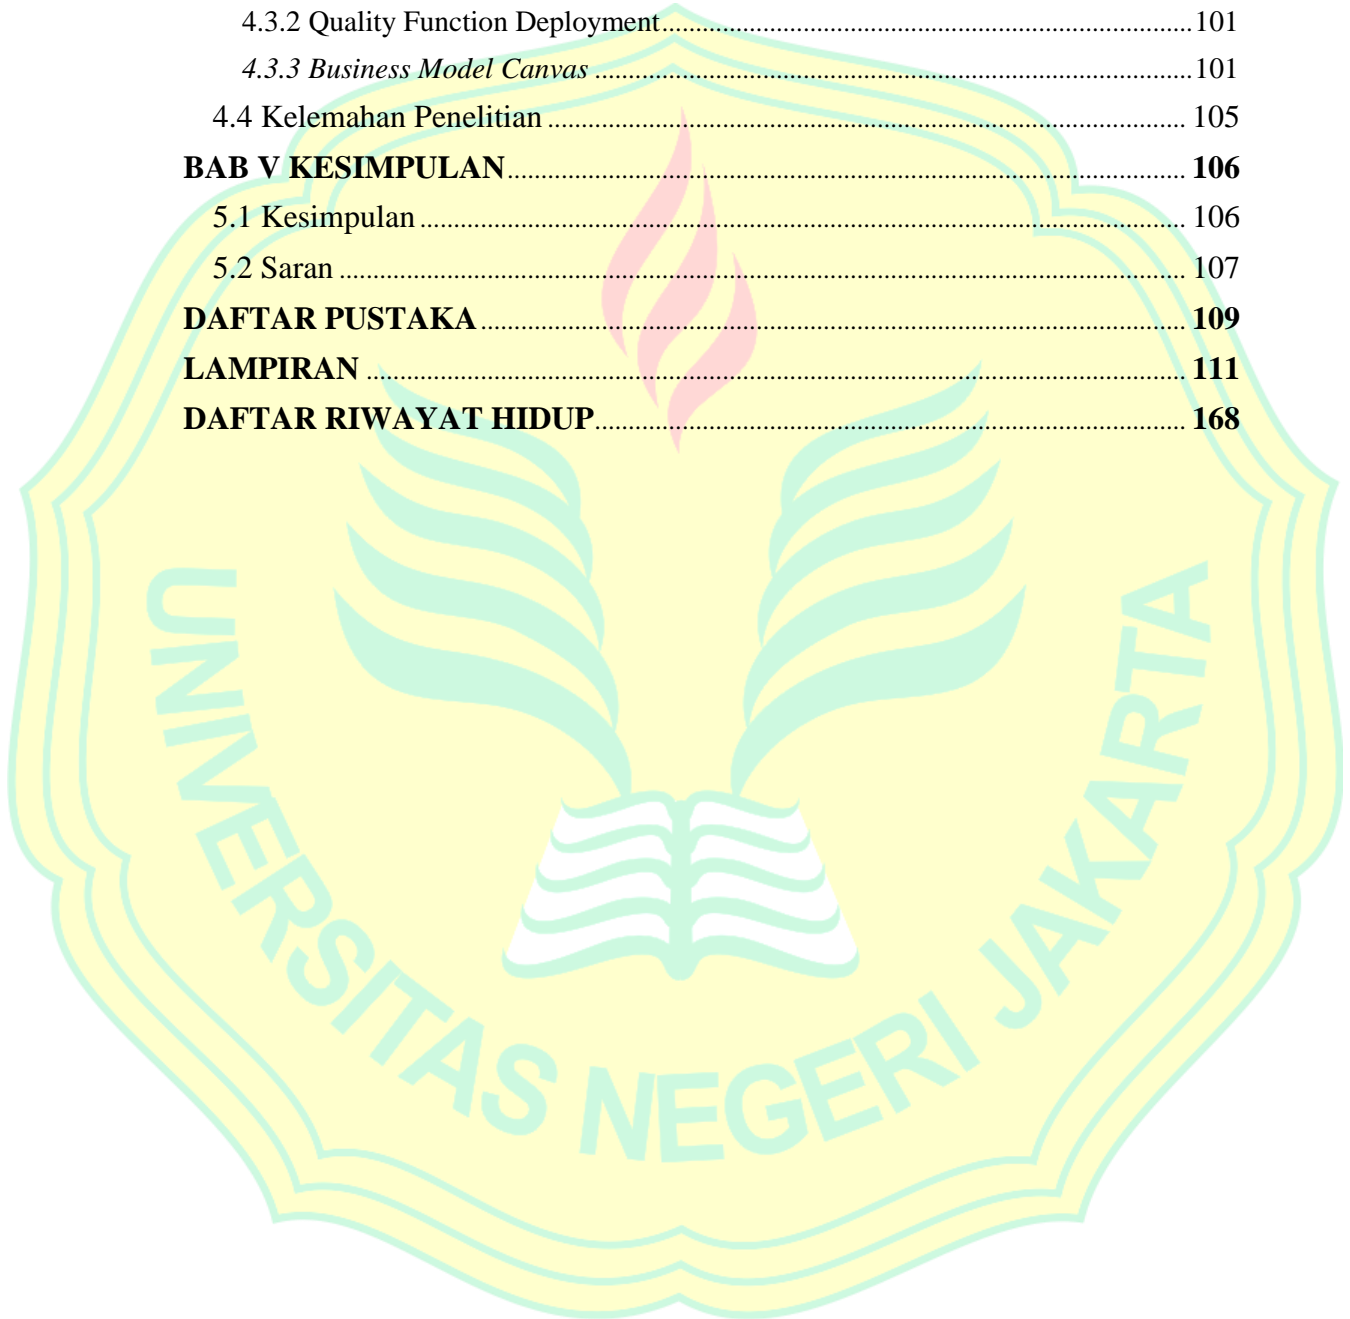 4.3.2 Quality Function Deployment........................................101
4.3.3 Business Model Canvas........................................101
4.4 Kelemahan Penelitian........................................ 105
BAB V KESIMPULAN........................................ 106
5.1 Kesimpulan........................................ 106
5.2 Saran........................................ 107
DAFTAR PUSTAKA........................................ 109
LAMPIRAN........................................ 111
DAFTAR RIWAYAT HIDUP........................................ 168
UNIVERSITAS NEGERI JAKARTA